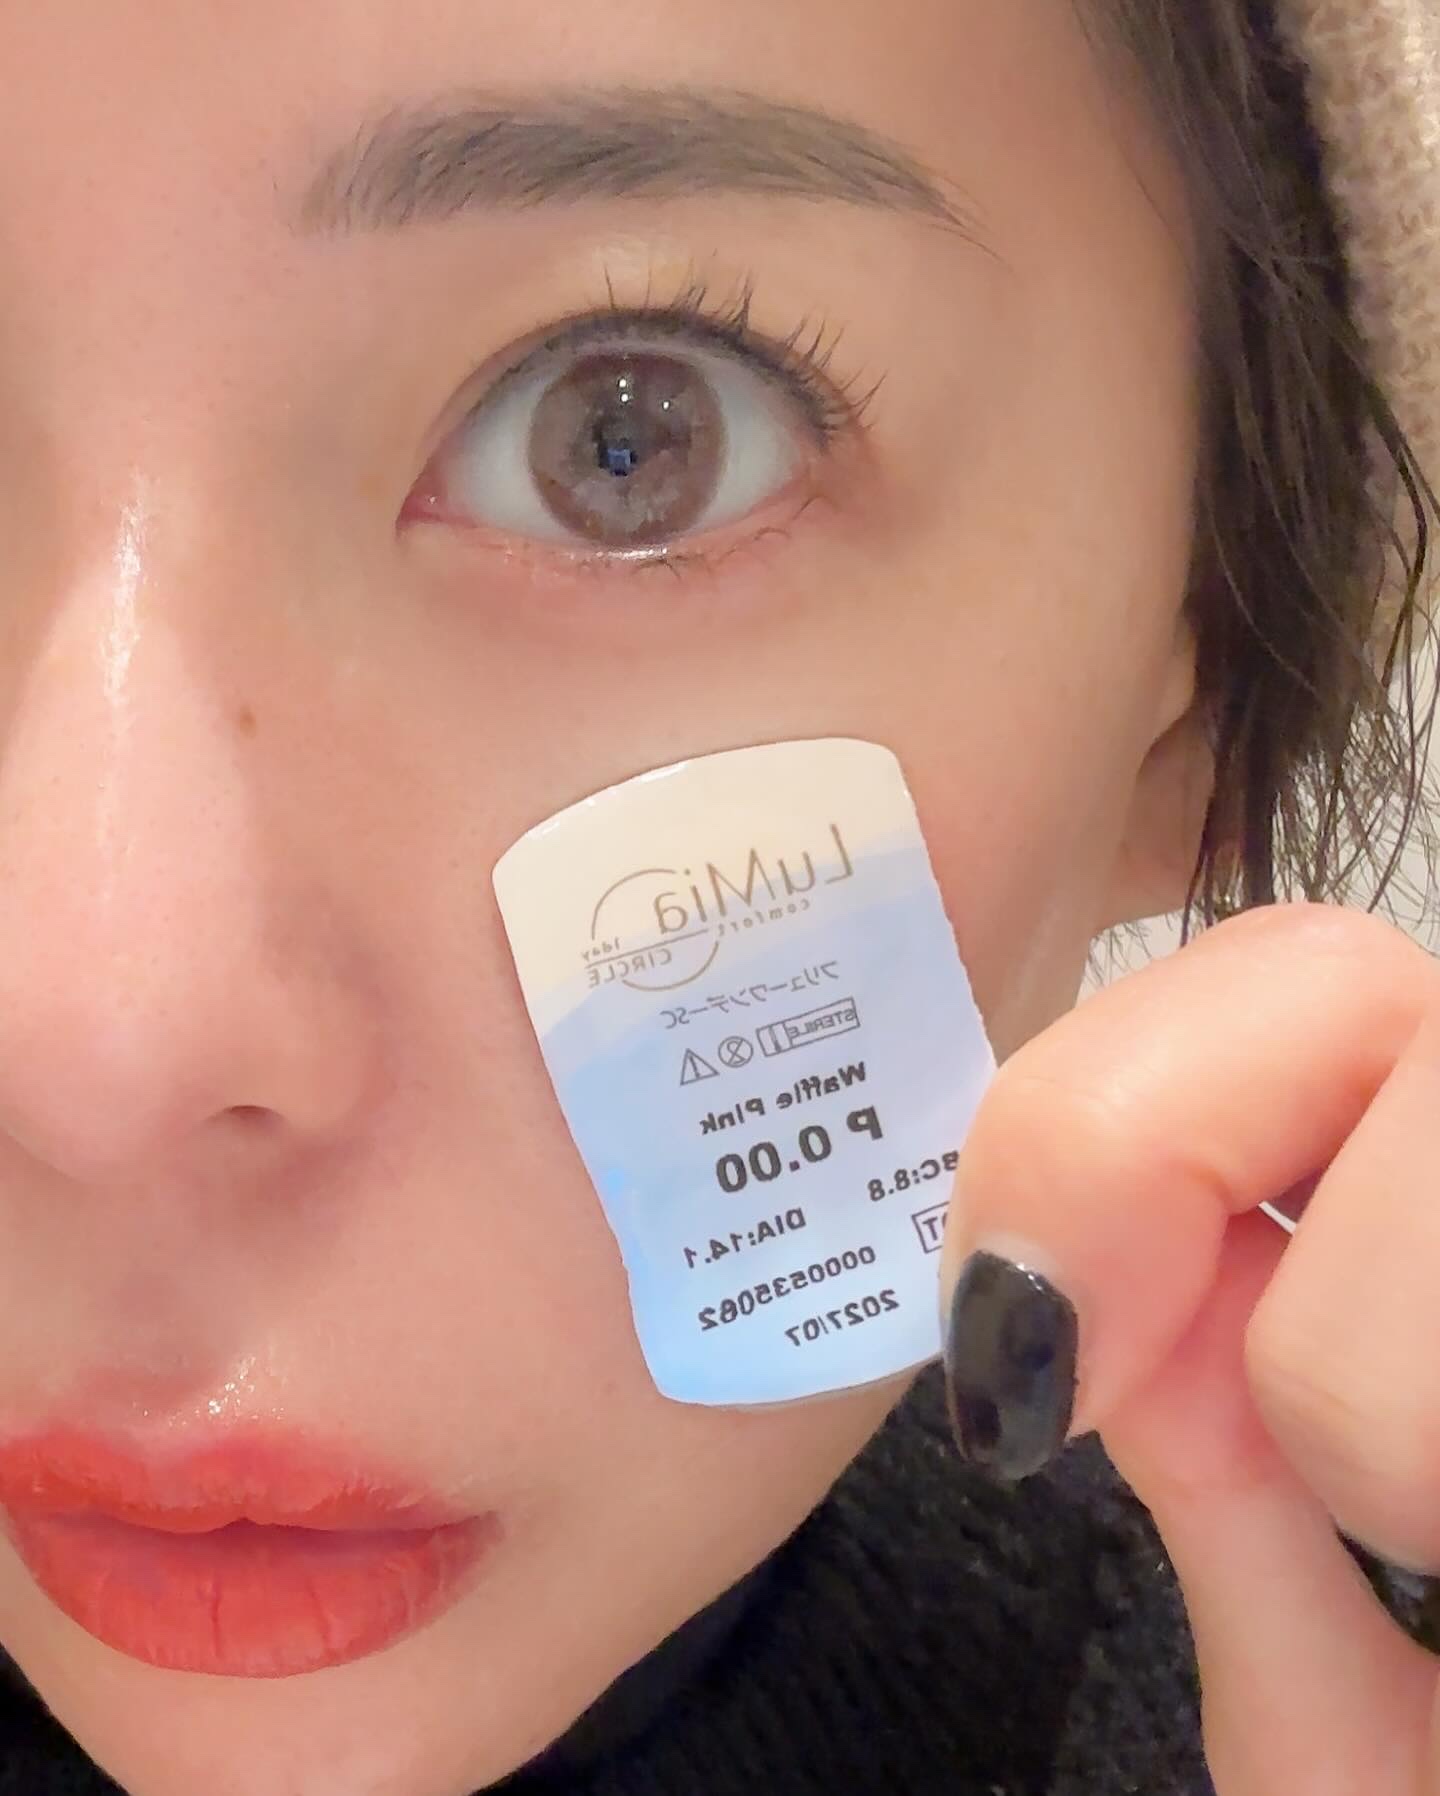 LuMia
comfort 1day
CIRCLE
フリューワンデーSC
STERILE
Waffle Pink
P 0.00
BC:8.8 DIA:14.1
0000535062
2027/07